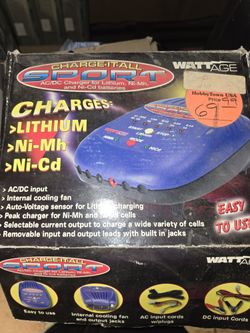 CHARGE-IT-ALL
SPORT
AC/DC Charger for Lithium, Ni-Mh,
and Ni-Cd batteries
WATTAGE
HobbyTown USA
Price
69
CHARGES:
>LITHIUM
>Ni-Mh
>Ni-Cd
• AC/DC input
• Internal cooling fan
• Auto-Voltage sensor for Lithium charging
• Peak charger for Ni-Mh and Ni-Cd cells
• Selectable current output to charge a wide variety of cells
• Removable input and output leads with built in jacks
EASY
TO USE
CHARGE-IT-ALL
SPORT
WATTAGE
Easy to use
Internal cooling fan
and output jacks
AC input cords
w/plugs
DC input Cords